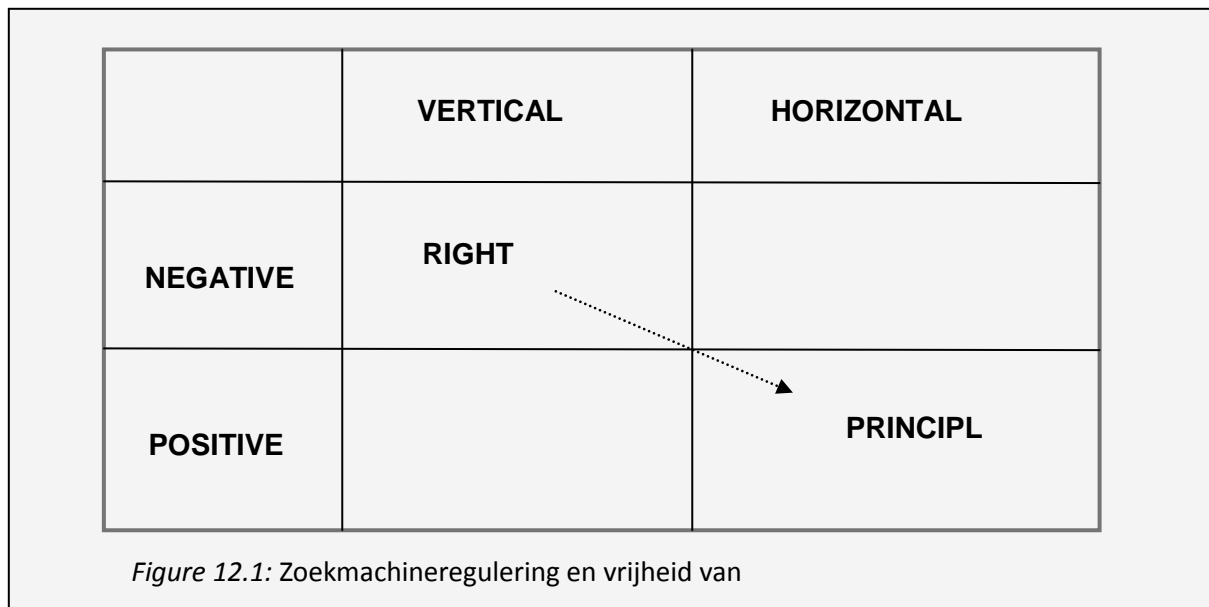 VERTICAL HORIZONTAL
NEGATIVE RIGHT
POSITIVE PRINCIPL
Figure 12.1: Zoekmachineregulering en vrijheid van